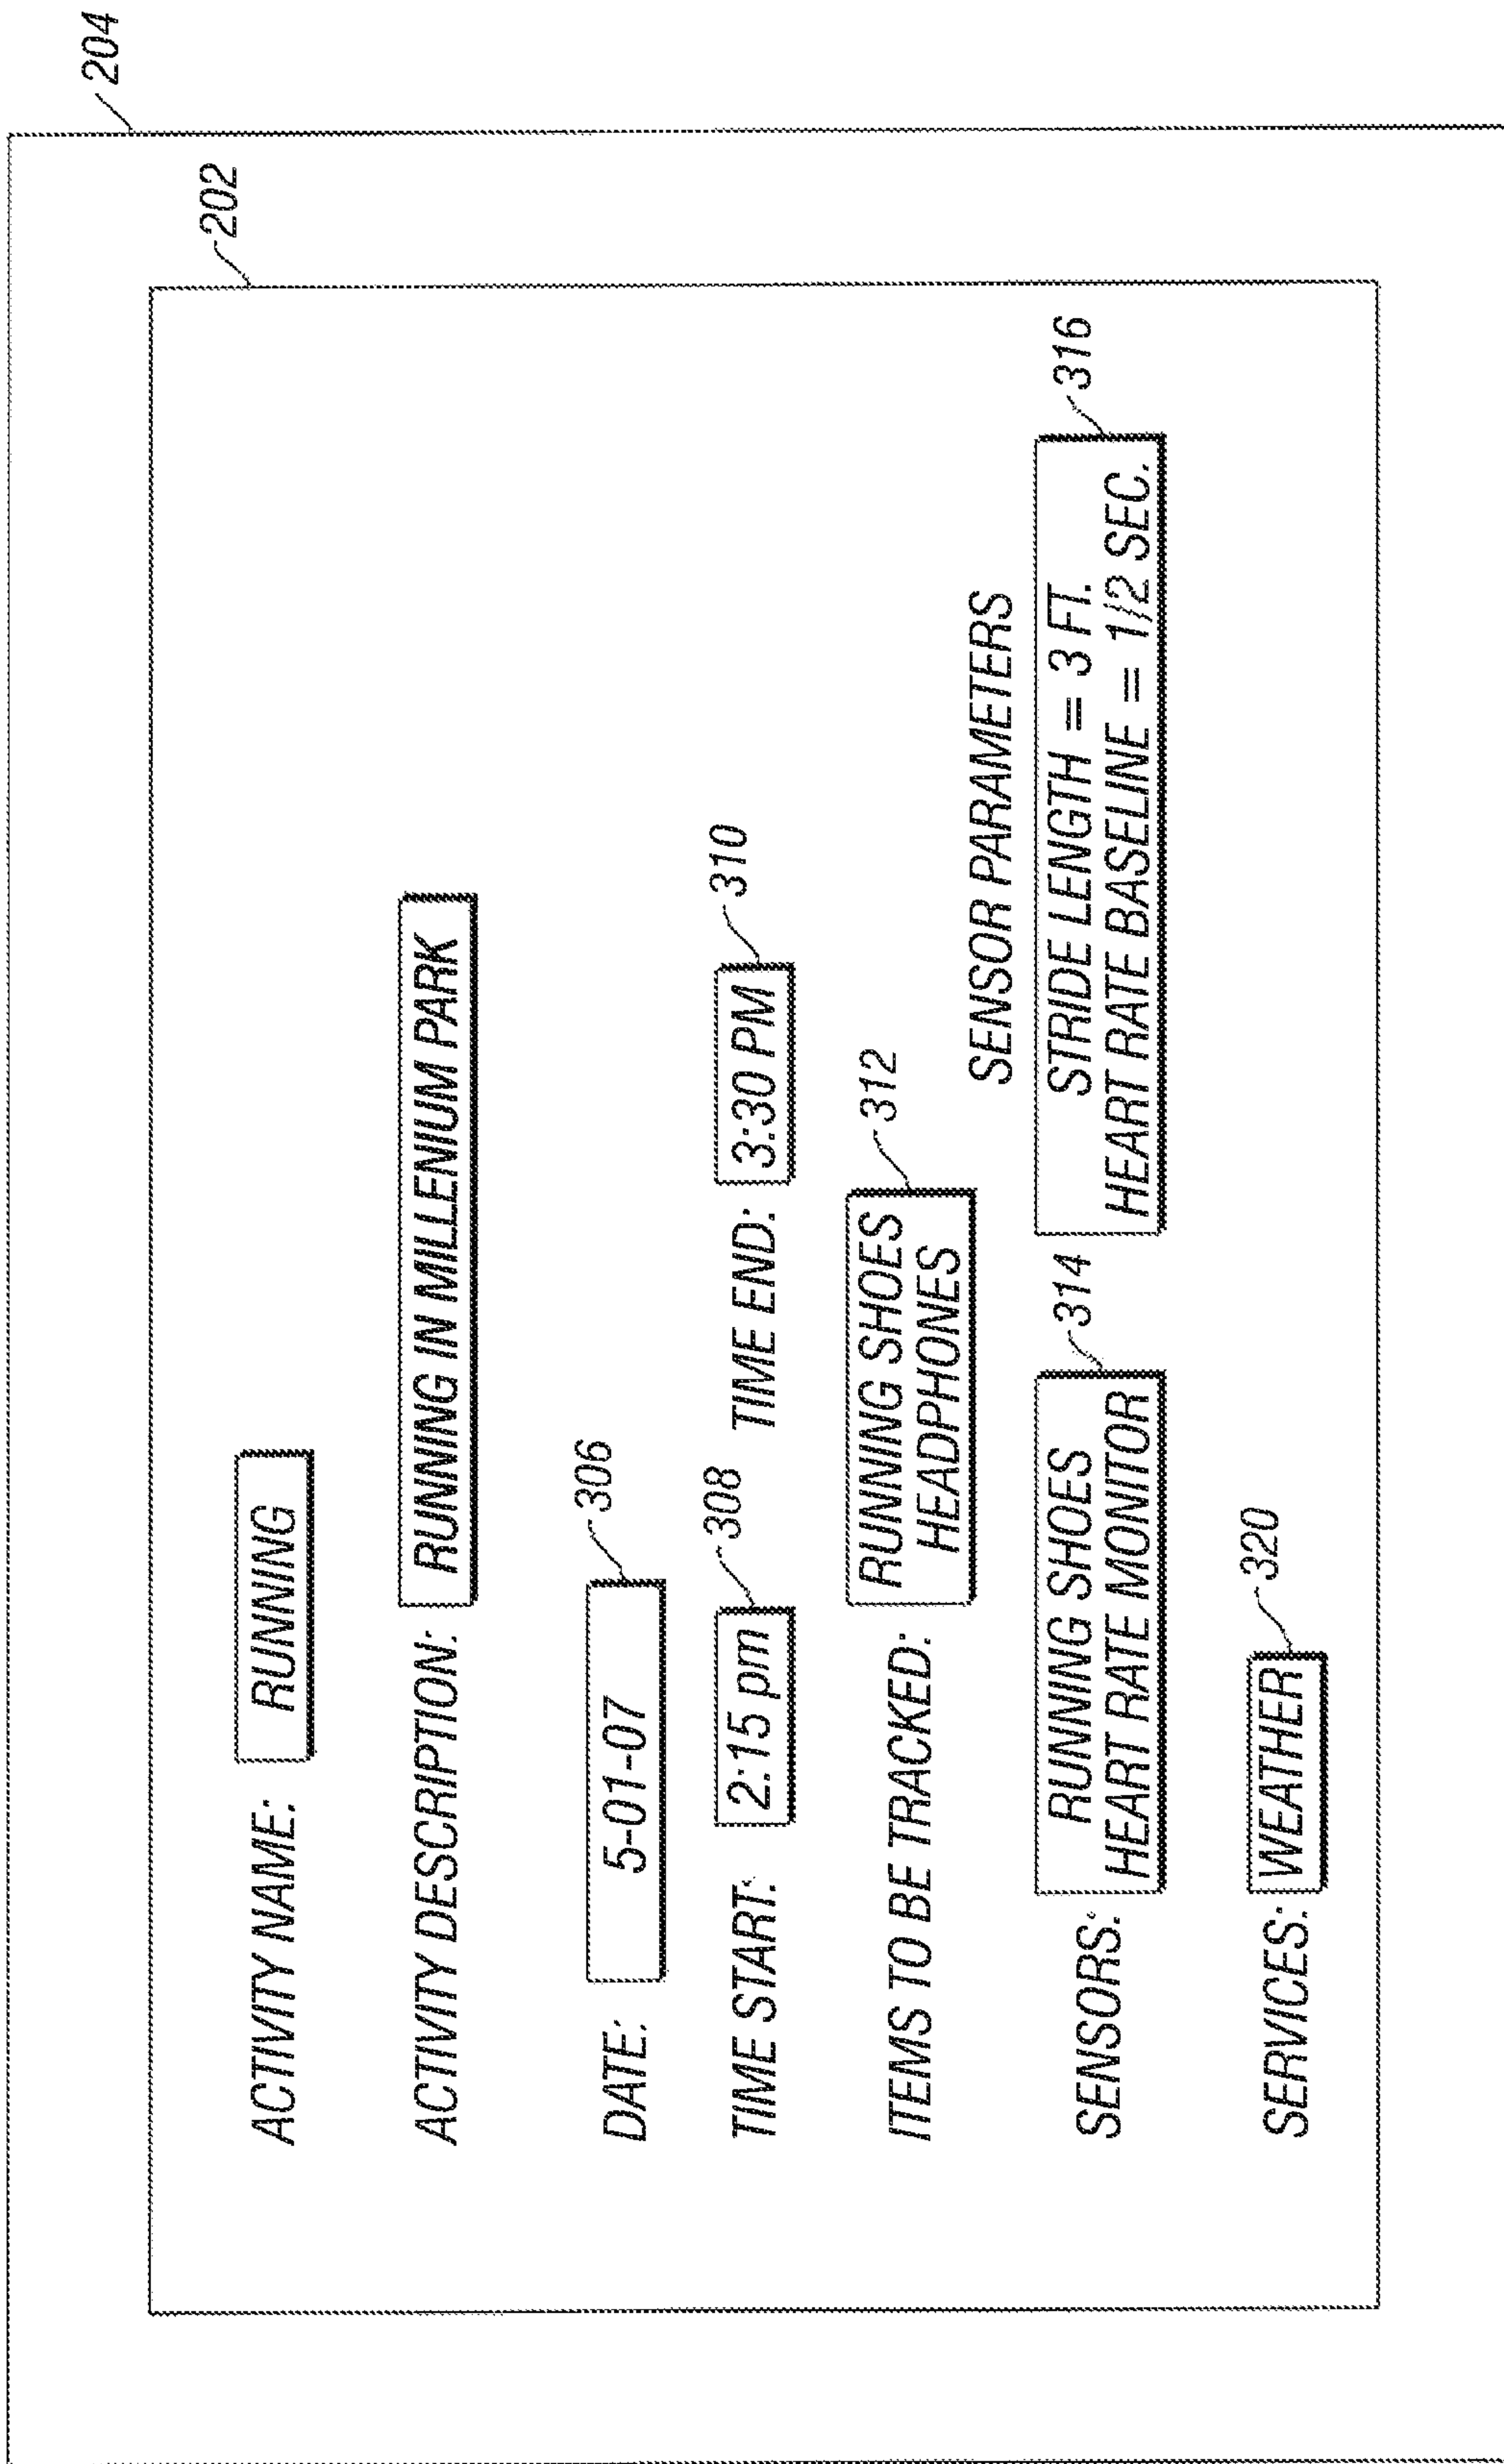 204
202
ACTIVITY NAME: RUNNING
ACTIVITY DESCRIPTION: RUNNING IN MILLENIUM PARK
306
DATE: 5-01-07
308 310
TIME START: 2:15 pm TIME END: 3:30 PM
312
ITEMS TO BE TRACKED: RUNNING SHOES
HEADPHONES
SENSOR PARAMETERS
314 316
SENSORS: RUNNING SHOES STRIDE LENGTH = 3 FT.
HEART RATE MONITOR HEART RATE BASELINE = 1/2 SEC.
320
SERVICES: WEATHER